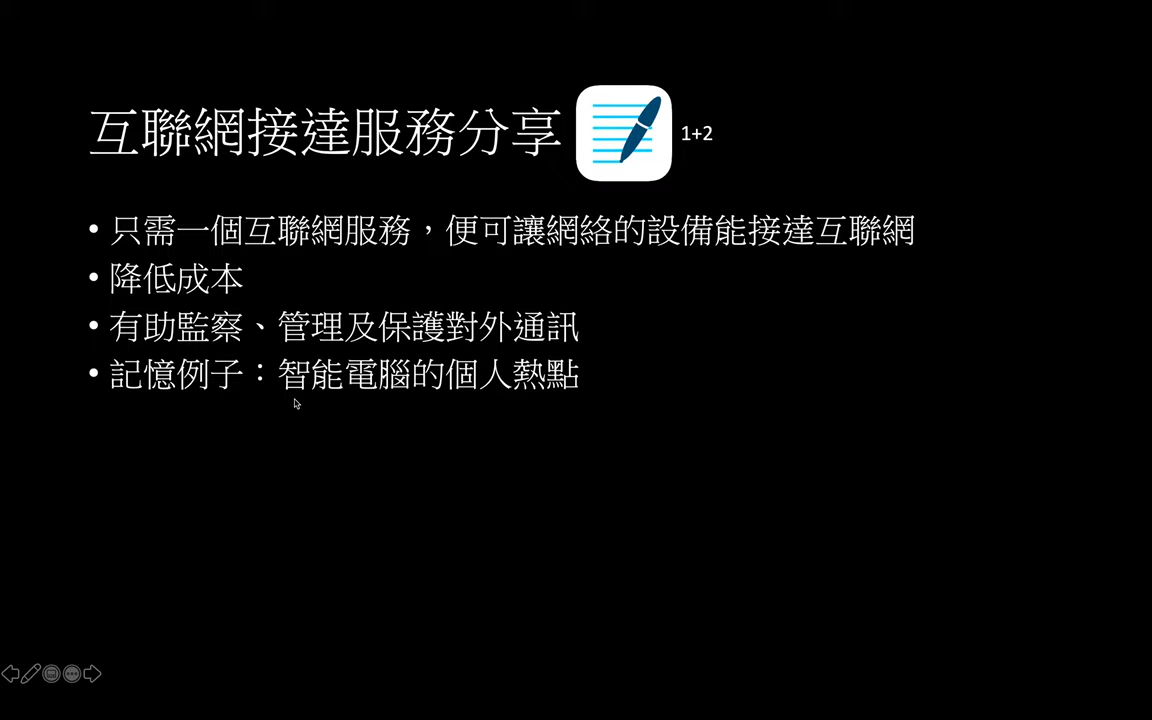 互聯網接達服務分享 1+2
• 只需一個互聯網服務，便可讓網絡的設備能接達互聯網
• 降低成本
• 有助監察、管理及保護對外通訊
• 記憶例子：智能電腦的個人熱點